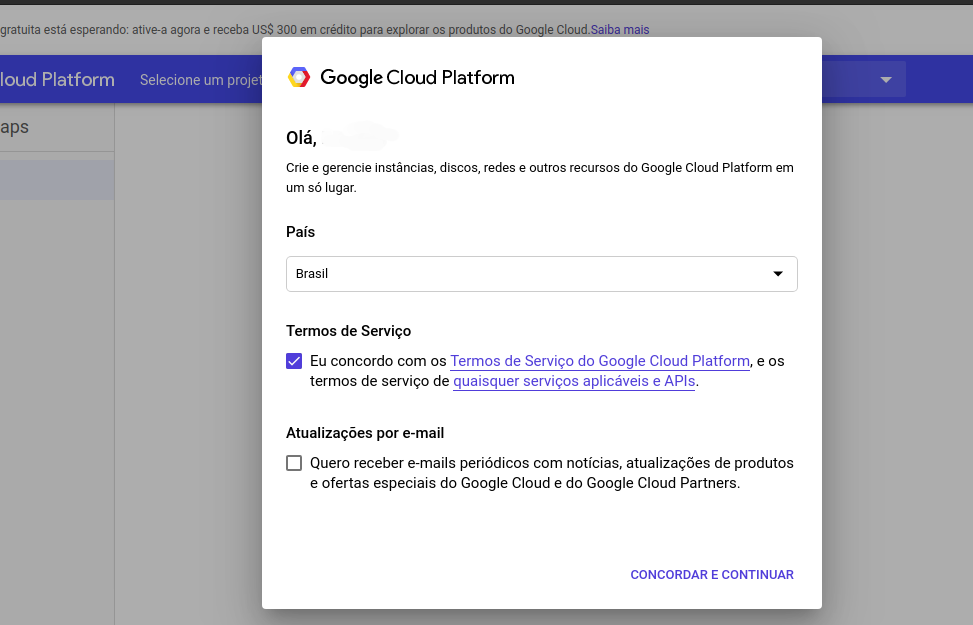 gratuita está esperando: ative-a agora e receba US$ 300 em crédito para explorar os produtos do Google Cloud.Saiba mais
loud Platform Selecione um projet
aps
Google Cloud Platform
Olá,
Crie e gerencie instâncias, discos, redes e outros recursos do Google Cloud Platform em
um só lugar.
País
Brasil
Termos de Serviço
Eu concordo com os Termos de Serviço do Google Cloud Platform, e os
termos de serviço de quaisquer serviços aplicáveis e APIs.
Atualizações por e-mail
Quero receber e-mails periódicos com notícias, atualizações de produtos
e ofertas especiais do Google Cloud e do Google Cloud Partners.
CONCORDAR E CONTINUAR